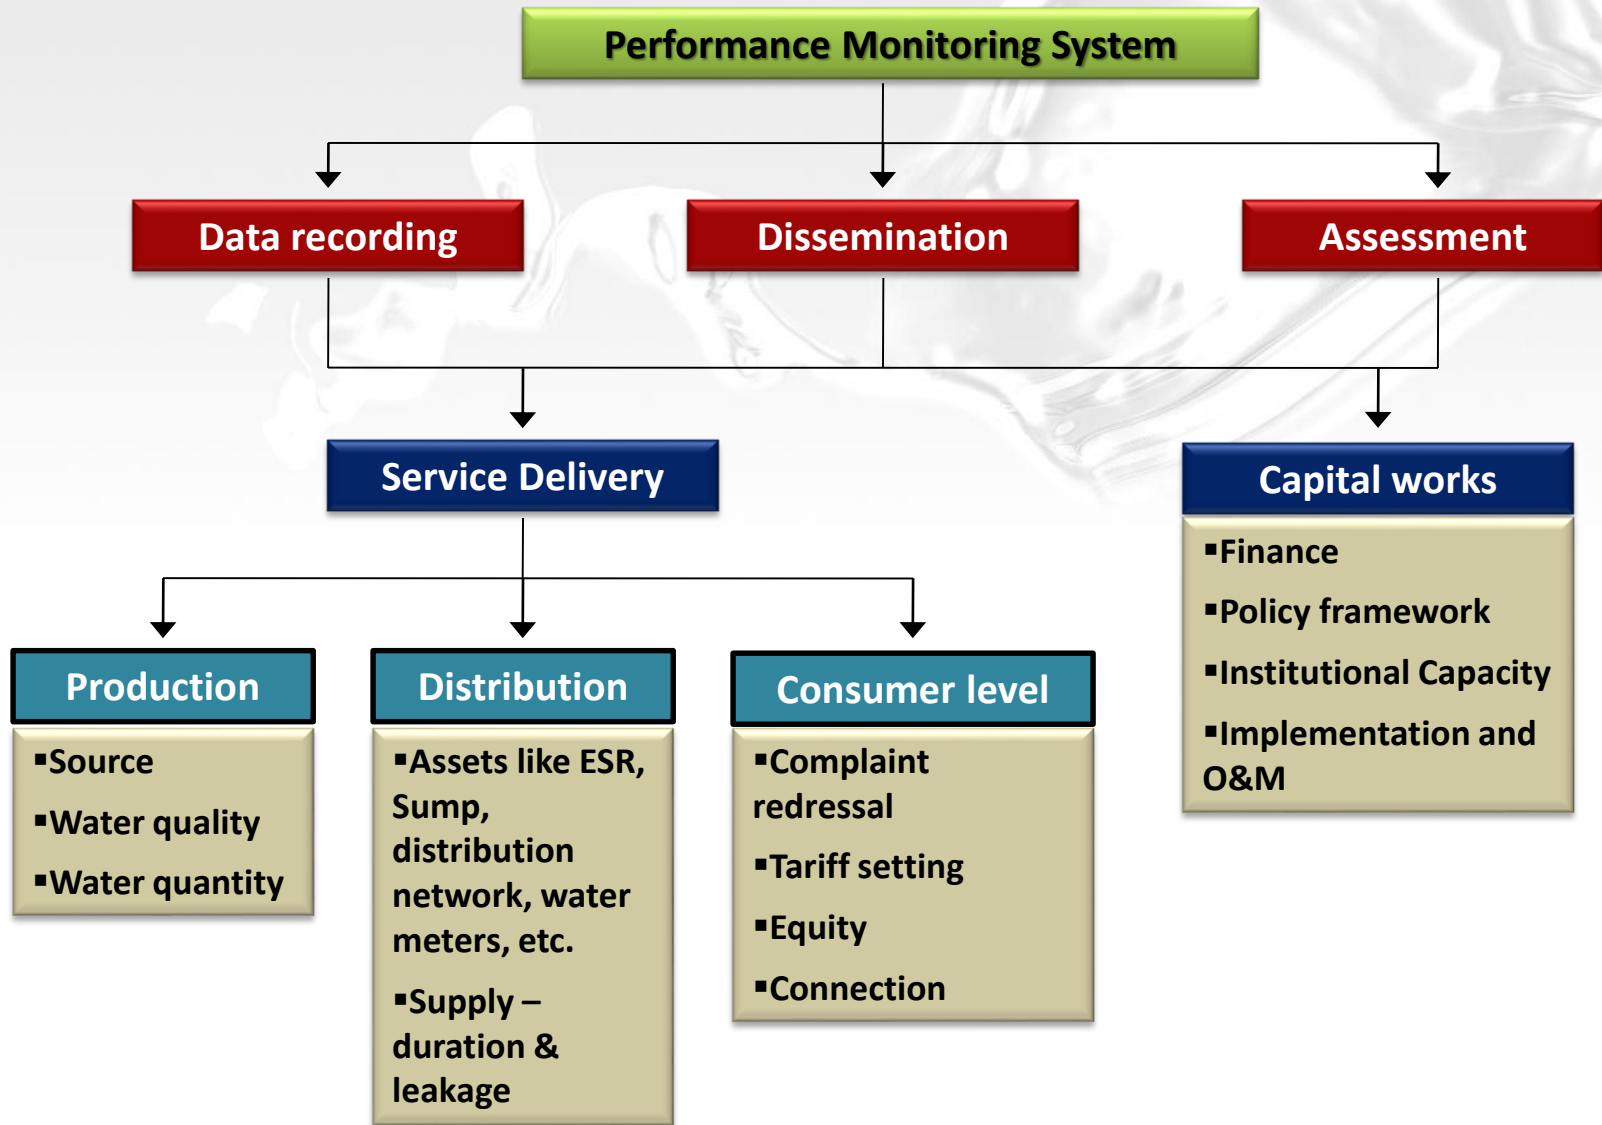 Performance Monitoring System
Data recording
Dissemination
Assessment
Service Delivery
Capital works
▪Finance
▪Policy framework
▪Institutional Capacity
▪Implementation and
O&M
Production
▪Source
▪Water quality
▪Water quantity
Distribution
▪Assets like ESR,
Sump,
distribution
network, water
meters, etc.
▪Supply –
duration &
leakage
Consumer level
▪Complaint
redressal
▪Tariff setting
▪Equity
▪Connection